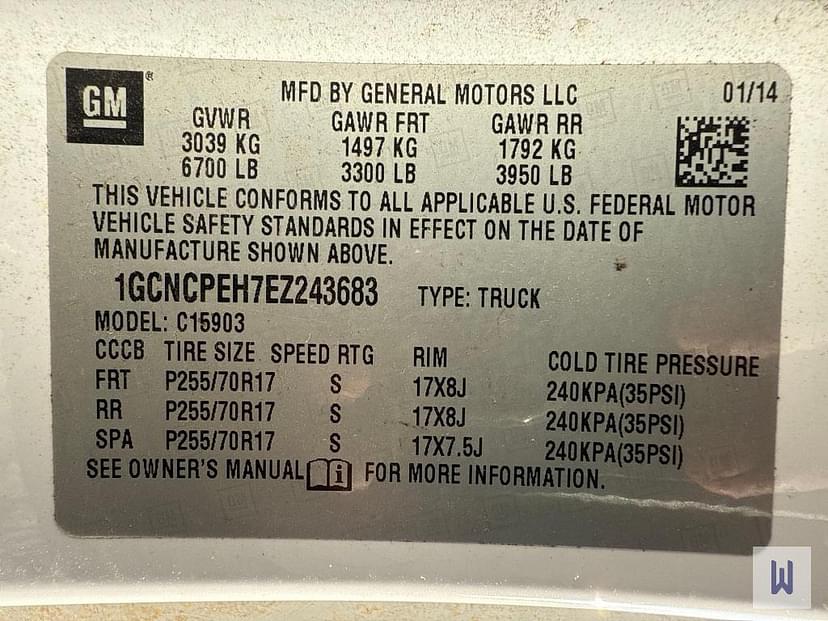 GM ® MFD BY GENERAL MOTORS LLC 01/14
GVWR GAWR FRT GAWR RR
3039 KG 1497 KG 1792 KG
6700 LB 3300 LB 3950 LB
THIS VEHICLE CONFORMS TO ALL APPLICABLE U.S. FEDERAL MOTOR
VEHICLE SAFETY STANDARDS IN EFFECT ON THE DATE OF
MANUFACTURE SHOWN ABOVE.
1GCNCPEH7EZ243683 TYPE: TRUCK
MODEL: C15903
CCCB TIRE SIZE SPEED RTG RIM COLD TIRE PRESSURE
FRT P255/70R17 S 17X8J 240KPA(35PSI)
RR P255/70R17 S 17X8J 240KPA(35PSI)
SPA P255/70R17 S 17X7.5J 240KPA(35PSI)
SEE OWNER'S MANUAL i FOR MORE INFORMATION.
W